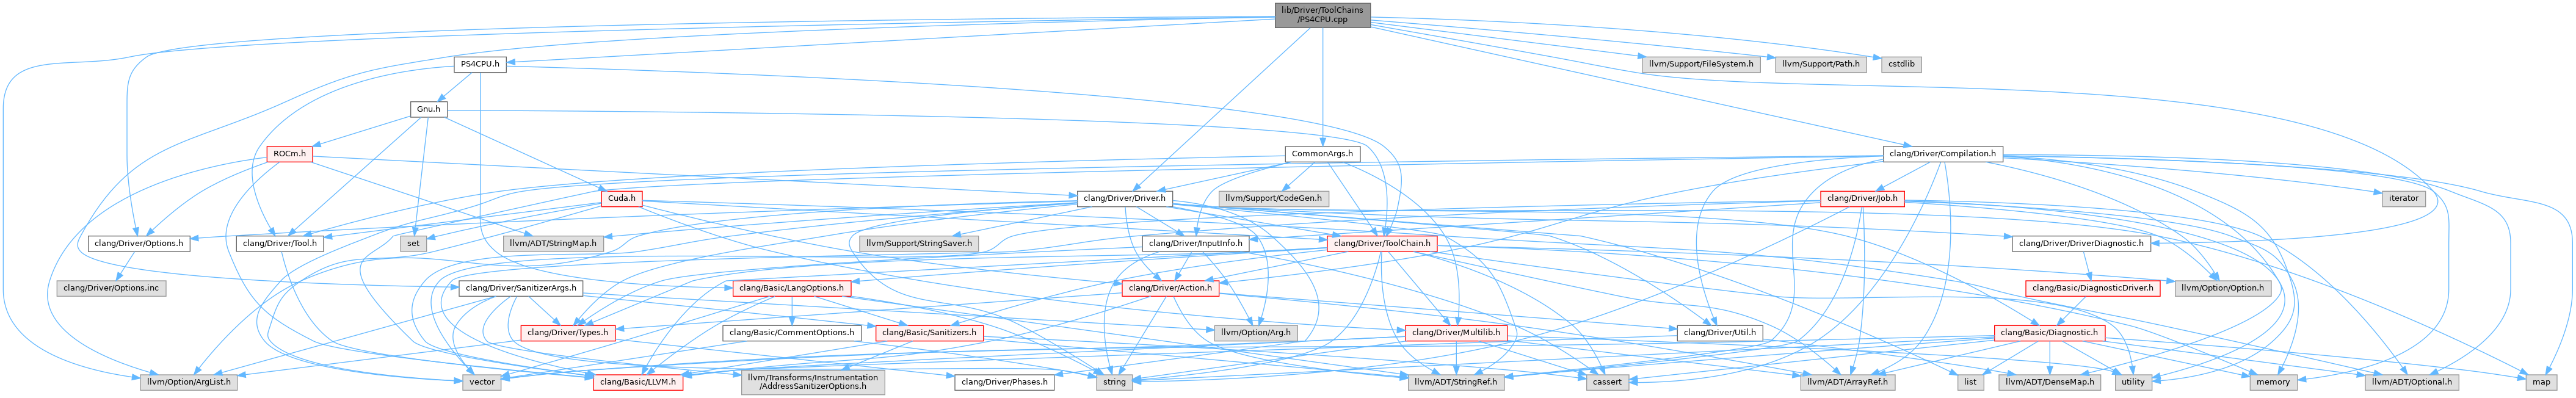 lib/Driver/ToolChains
/PS4CPU.cpp
PS4CPU.h
llvm/Support/FileSystem.h
llvm/Support/Path.h
cstdlib
Gnu.h
ROCm.h
CommonArgs.h
clang/Driver/Compilation.h
Cuda.h
clang/Driver/Driver.h
llvm/Support/CodeGen.h
clang/Driver/Job.h
iterator
clang/Driver/Options.h
clang/Driver/Tool.h
set
llvm/ADT/StringMap.h
llvm/Support/StringSaver.h
clang/Driver/InputInfo.h
clang/Driver/ToolChain.h
clang/Driver/DriverDiagnostic.h
clang/Driver/Options.inc
clang/Driver/SanitizerArgs.h
clang/Basic/LangOptions.h
clang/Driver/Action.h
clang/Basic/DiagnosticDriver.h
llvm/Option/Option.h
clang/Driver/Types.h
clang/Basic/CommentOptions.h
clang/Basic/Sanitizers.h
llvm/Option/Arg.h
clang/Driver/Multilib.h
clang/Driver/Util.h
clang/Basic/Diagnostic.h
llvm/Option/ArgList.h
vector
clang/Basic/LLVM.h
llvm/Transforms/Instrumentation
/AddressSanitizerOptions.h
clang/Driver/Phases.h
string
llvm/ADT/StringRef.h
cassert
llvm/ADT/ArrayRef.h
list
llvm/ADT/DenseMap.h
utility
memory
llvm/ADT/Optional.h
map